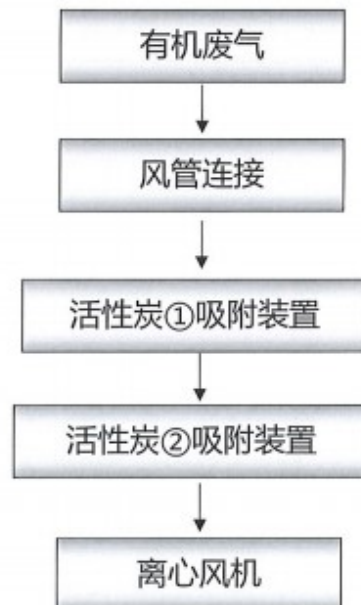 有机废气
风管连接
活性炭①吸附装置
活性炭②吸附装置
离心风机